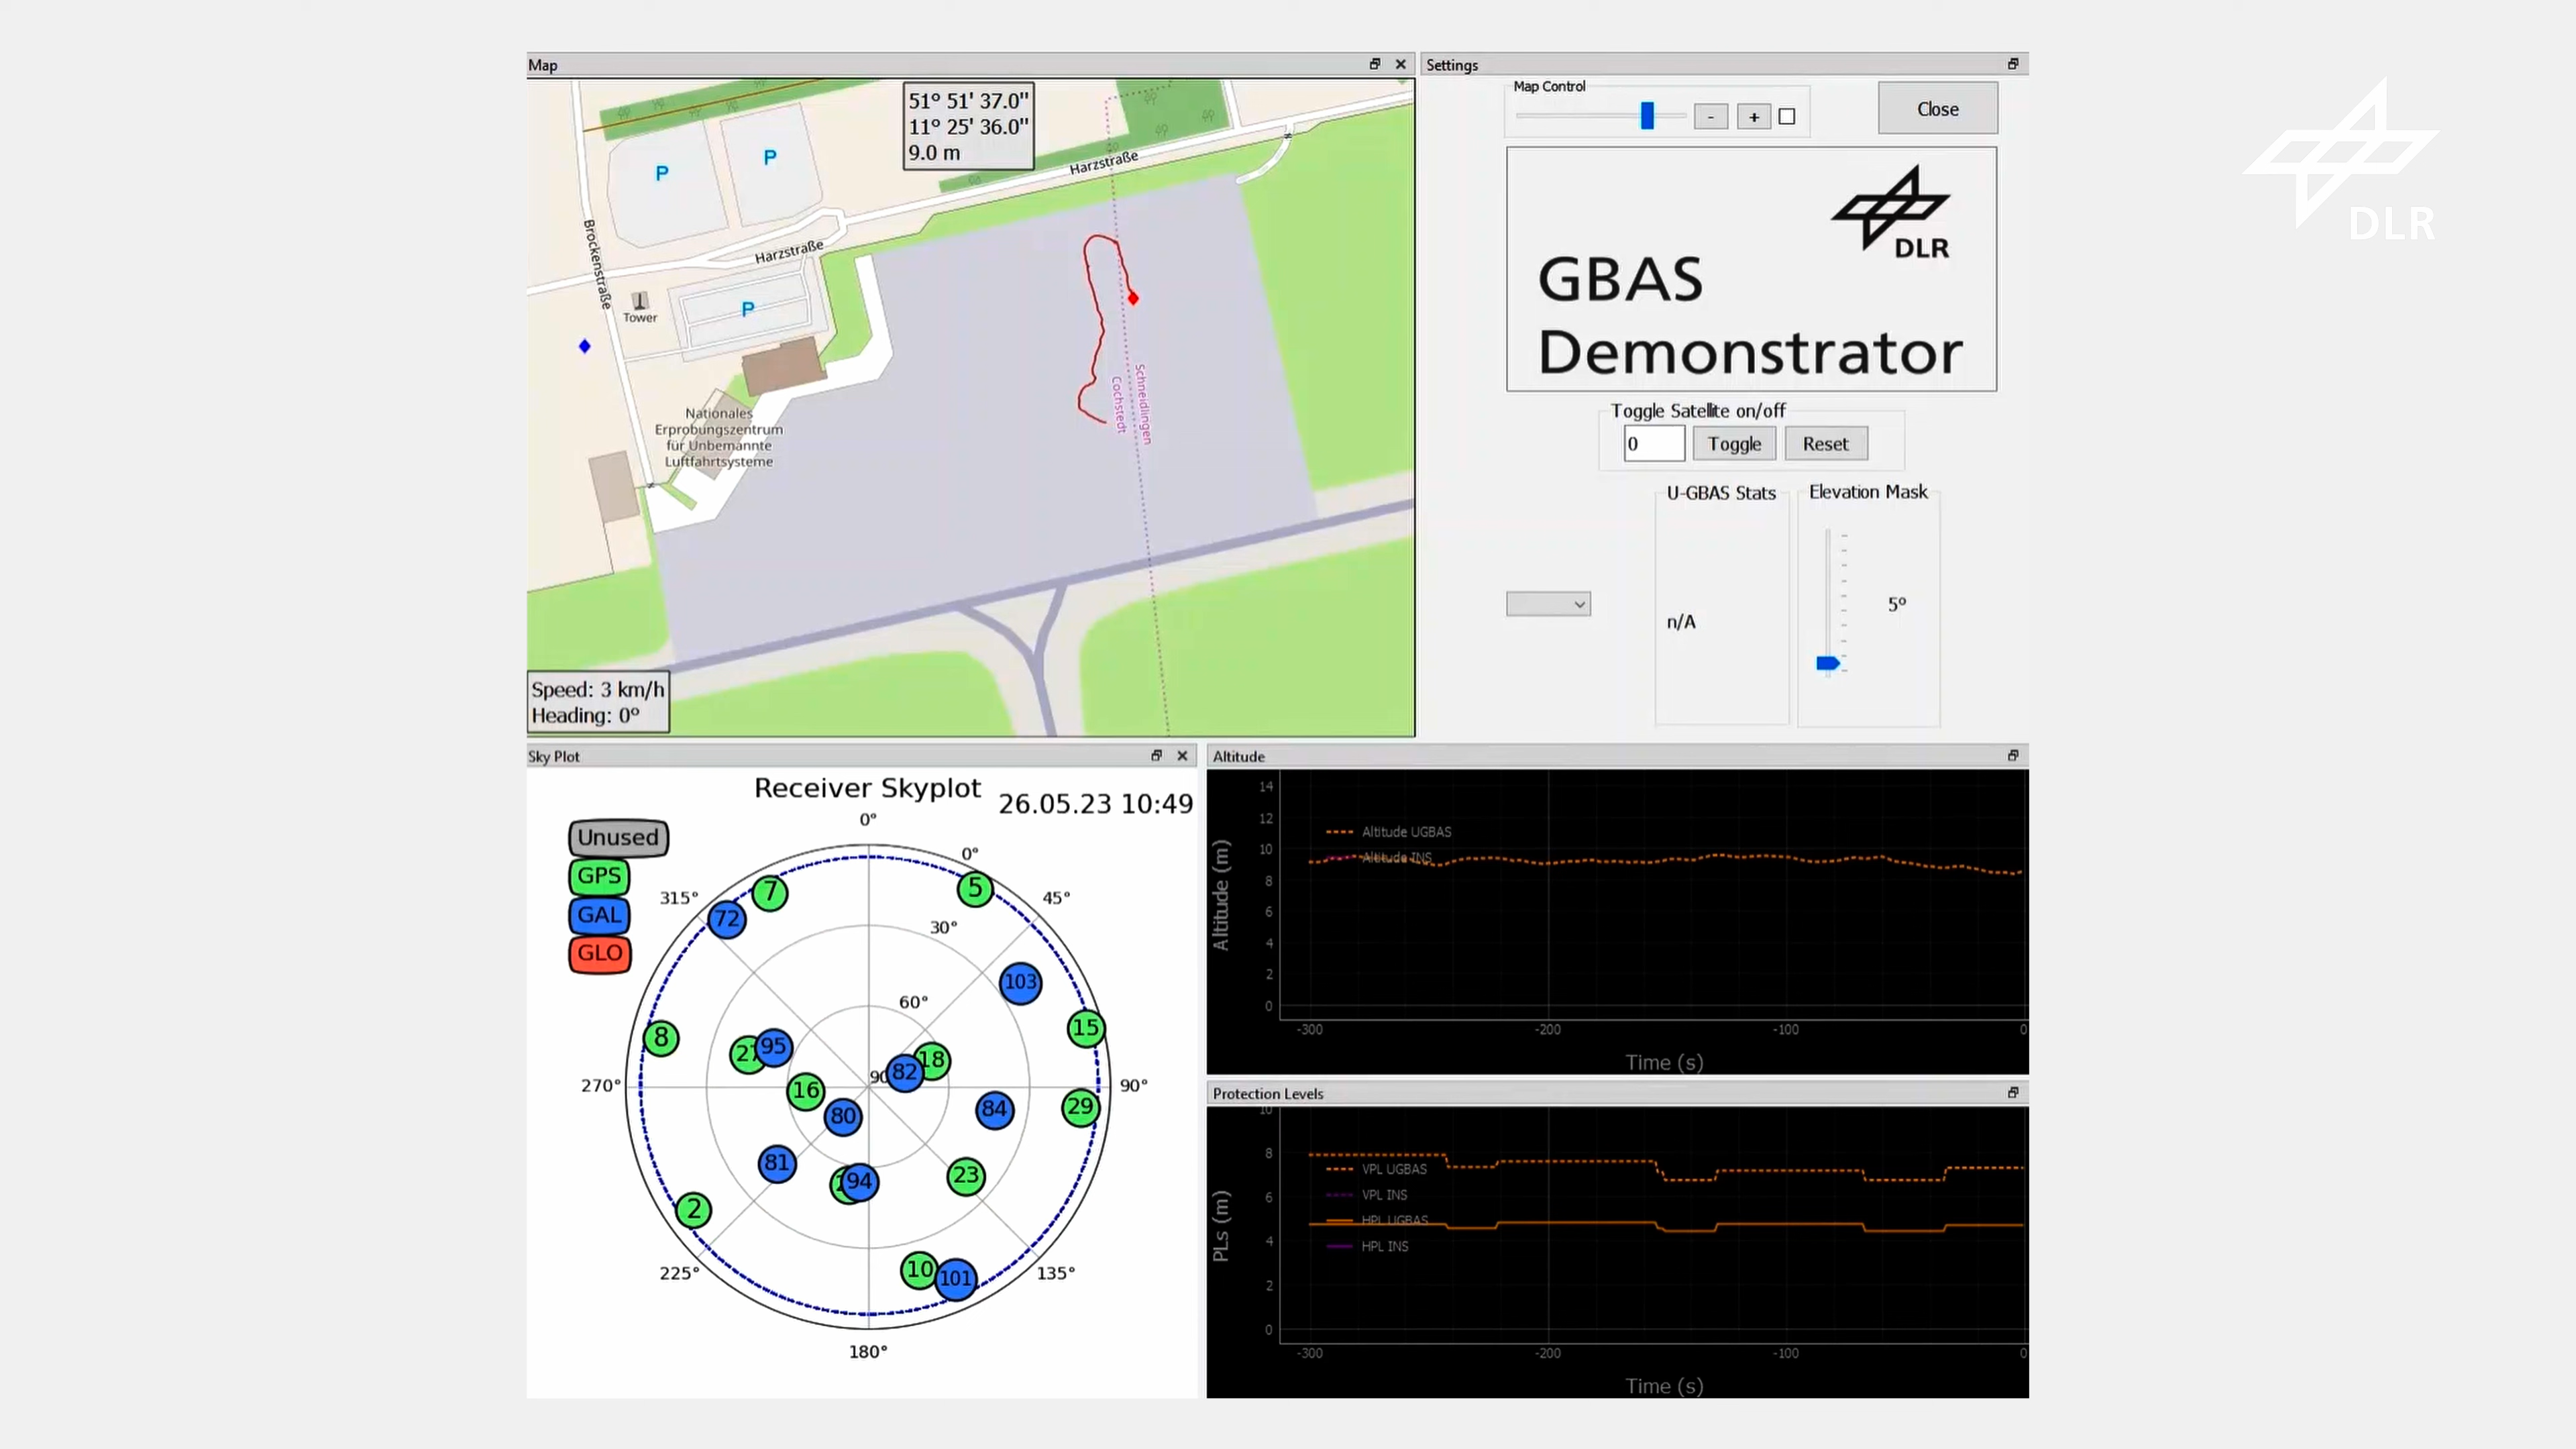 Map
51° 51' 37.0"
11° 25' 36.0"
9.0 m
P
P
Harzstraße
Brockenstraße
Harzstraße
P
Tower
Nationales
Erprobungszentrum
für Unbemannte
Luftfahrtsysteme
Schneidlingen
Cochstedt
Speed: 3 km/h
Heading: 0º
Settings
Map Control
-
+
Close
DLR
GBAS
Demonstrator
Toggle Satellite on/off
0
Toggle
Reset
U-GBAS Stats
n/A
Elevation Mask
5º
DLR
Sky Plot
Receiver Skyplot
26.05.23 10:49
Unused
GPS
GAL
GLO
0°
0°
45°
315°
30°
60°
90
90°
270°
225°
135°
180°
7
5
72
103
8
15
95
18
82
16
80
84
29
81
94
23
2
10
101
Altitude
Altitude (m)
14
12
10
8
6
4
2
0
Altitude UGBAS
Altitude INS
-300
-200
-100
0
Time (s)
Protection Levels
PLs (m)
10
8
6
4
2
0
VPL UGBAS
VPL INS
HPL UGBAS
HPL INS
-300
-200
-100
0
Time (s)